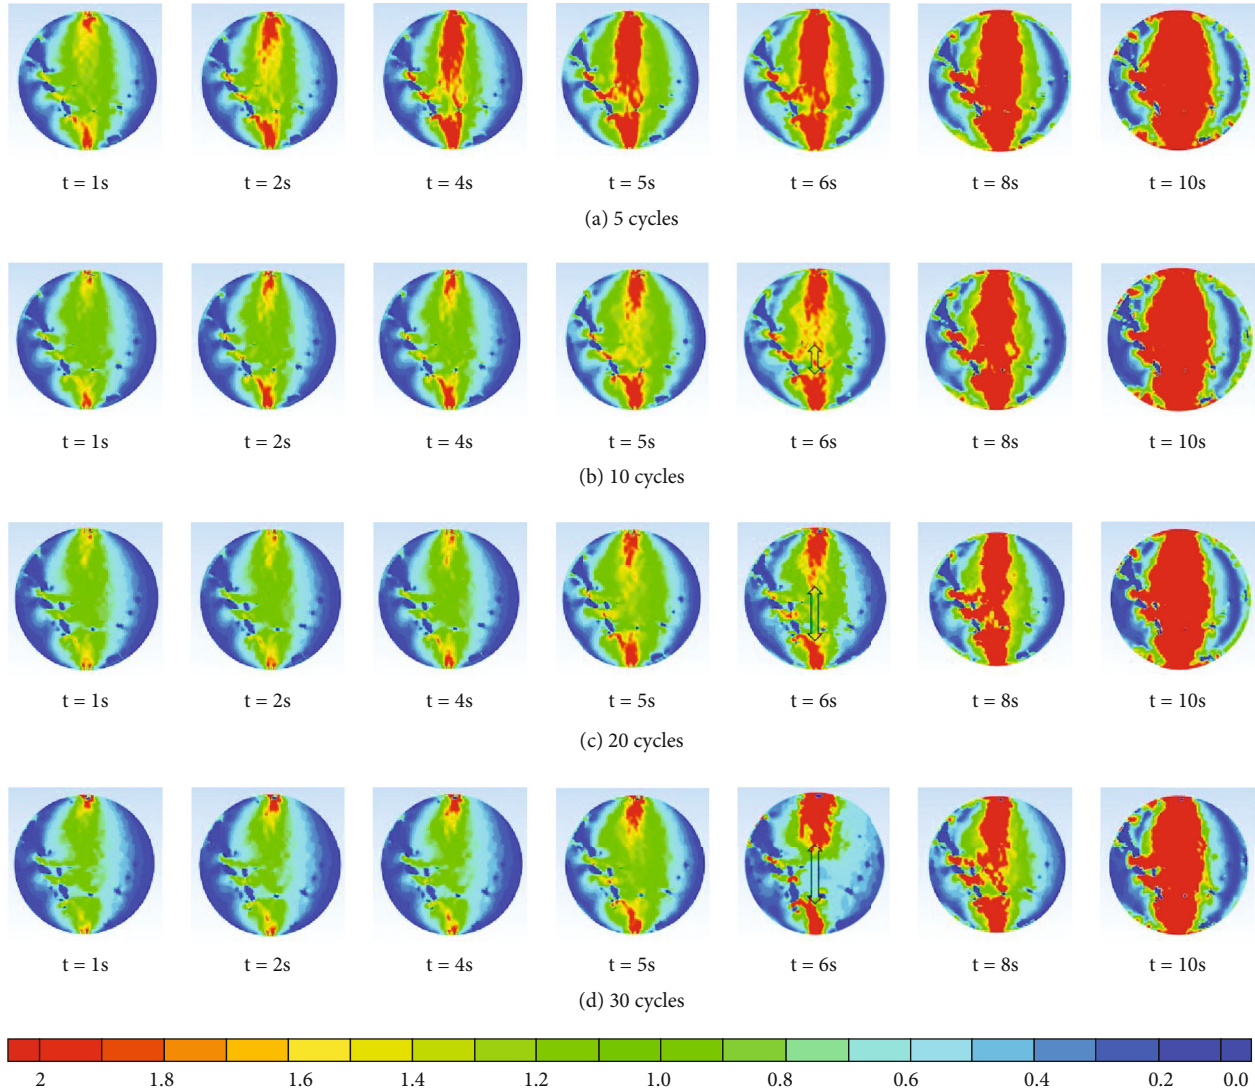 t = 1s t = 2s t = 4s t = 5s t = 6s t = 8s t = 10s
(a) 5 cycles
t = 1s t = 2s t = 4s t = 5s t = 6s t = 8s t = 10s
(b) 10 cycles
t = 1s t = 2s t = 4s t = 5s t = 6s t = 8s t = 10s
(c) 20 cycles
t = 1s t = 2s t = 4s t = 5s t = 6s t = 8s t = 10s
(d) 30 cycles
2 1.8 1.6 1.4 1.2 1.0 0.8 0.6 0.4 0.2 0.0